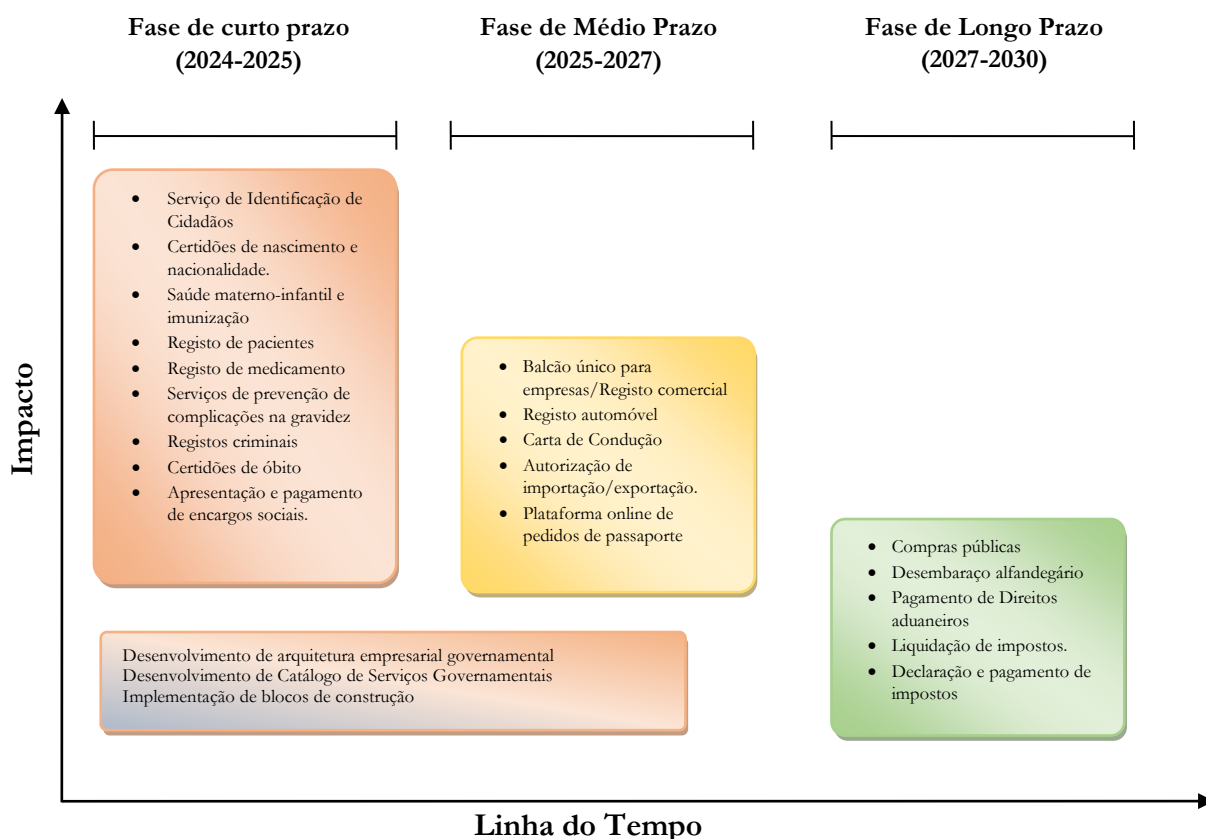 Fase de curto prazo
(2024-2025)
Fase de Médio Prazo
(2025-2027)
Fase de Longo Prazo
(2027-2030)
Impacto
• Serviço de Identificação de
Cidadãos
• Certidões de nascimento e
nacionalidade.
• Saúde materno-infantil e
imunização
• Registo de pacientes
• Registo de medicamento
• Serviços de prevenção de
complicações na gravidez
• Registos criminais
• Certidões de óbito
• Apresentação e pagamento
de encargos sociais.
• Balcão único para
empresas/Registo comercial
• Registo automóvel
• Carta de Condução
• Autorização de
importação/exportação.
• Plataforma online de
pedidos de passaporte
• Compras públicas
• Desembaraço alfandegário
• Pagamento de Direitos
aduaneiros
• Liquidação de impostos.
• Declaração e pagamento de
impostos
Desenvolvimento de arquitetura empresarial governamental
Desenvolvimento de Catálogo de Serviços Governamentais
Implementação de blocos de construção
Linha do Tempo